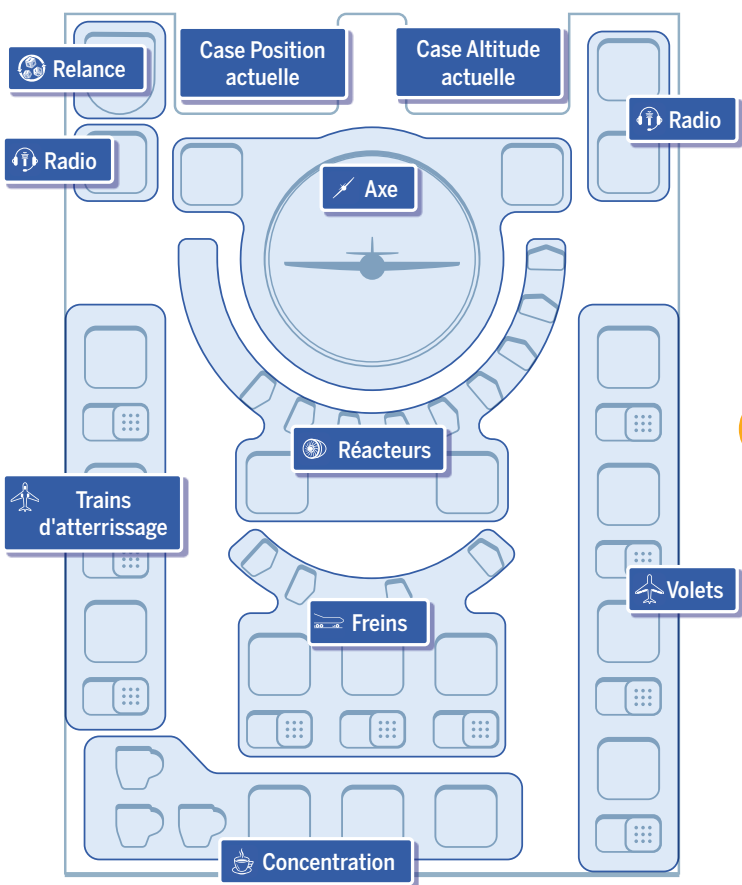 Relance
Case Position
actuelle
Case Altitude
actuelle
Radio
Radio
Axe
Réacteurs
Trains
d'atterrissage
Volets
Freins
Concentration